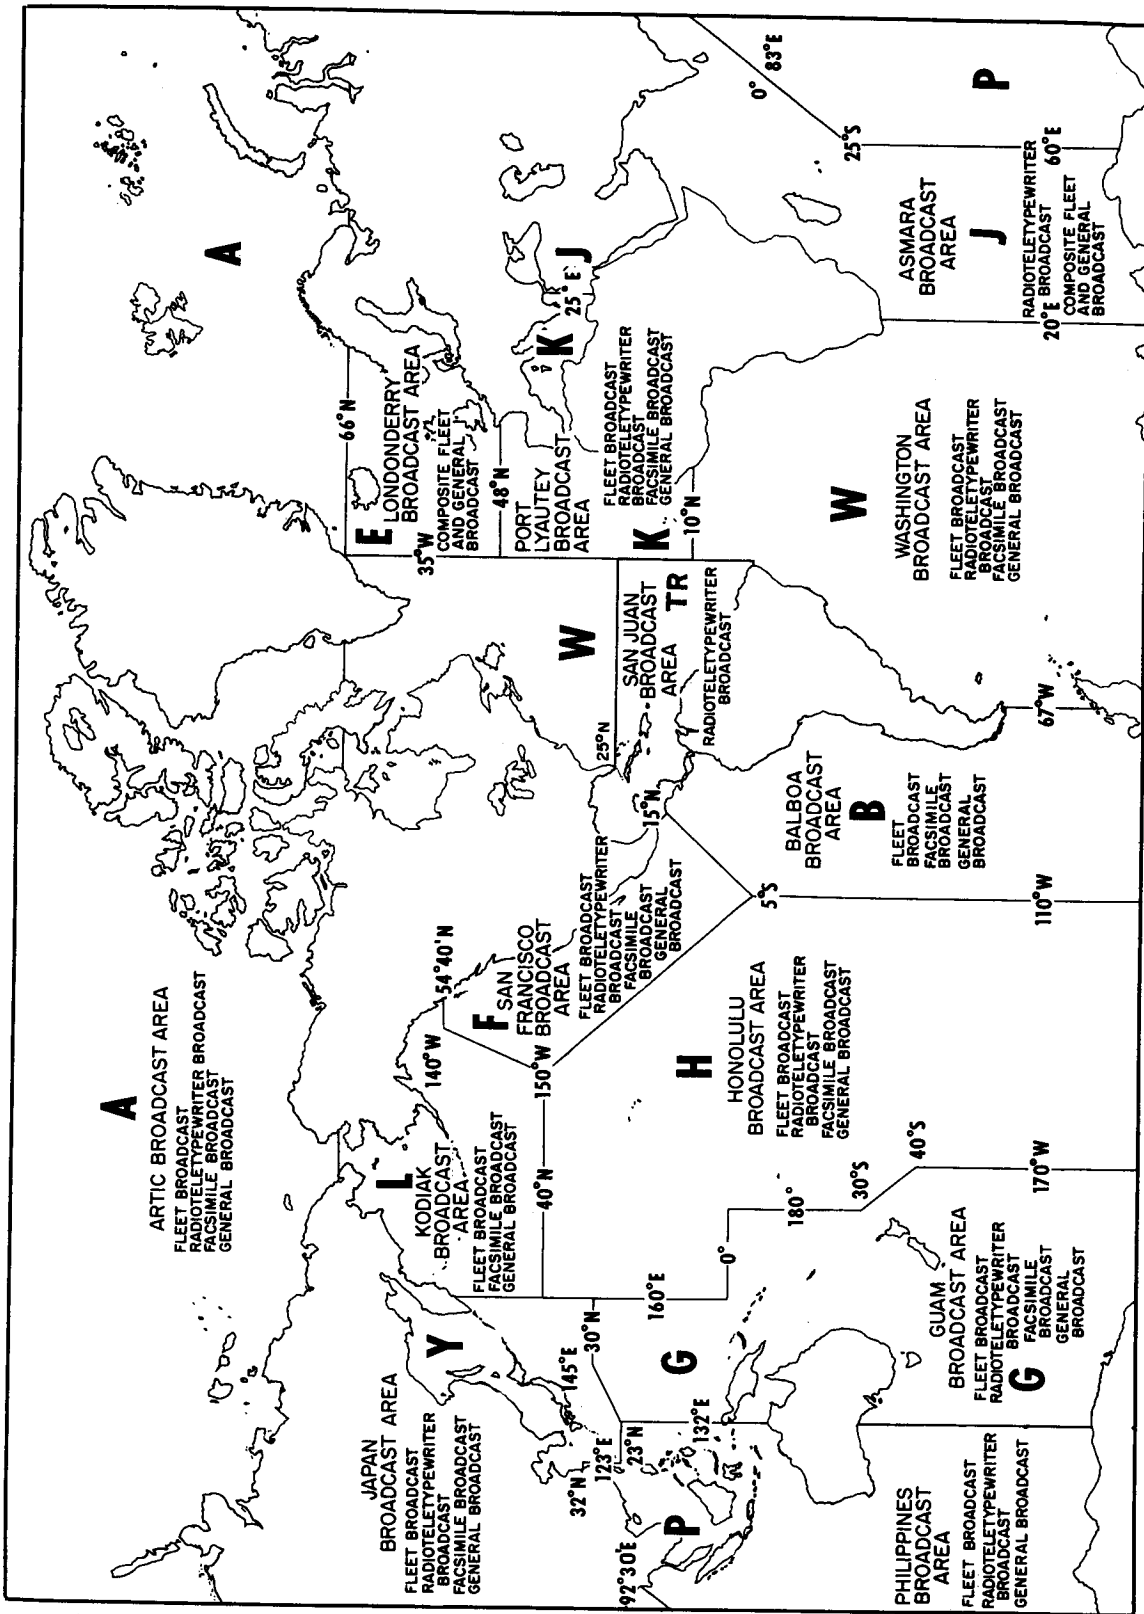 A
ARTIC BROADCAST AREA
FLEET BROADCAST
RADIOTELETYPEWRITER BROADCAST
FACSIMILE BROADCAST
GENERAL BROADCAST
A
JAPAN
BROADCAST AREA
FLEET BROADCAST
RADIOTELETYPEWRITER
BROADCAST
FACSIMILE BROADCAST
GENERAL BROADCAST
Y
L
KODIAK
BROADCAST
AREA
FLEET BROADCAST
FACSIMILE BROADCAST
GENERAL BROADCAST
140°W
54°40'N
F
SAN
FRANCISCO
BROADCAST
AREA
FLEET BROADCAST
RADIOTELETYPEWRITER
BROADCAST
FACSIMILE
BROADCAST
GENERAL
BROADCAST
66°N
E
LONDONDERRY
BROADCAST AREA
COMPOSITE FLEET
AND GENERAL
BROADCAST
35°W
48°N
PORT
LYAUTEY
BROADCAST
AREA
K
FLEET BROADCAST
RADIOTELETYPEWRITER
BROADCAST
FACSIMILE BROADCAST
GENERAL BROADCAST
K
25°E
J
10°N
W
25°N
SAN JUAN
BROADCAST
AREA
TR
RADIOTELETYPEWRITER
BROADCAST
15°N
150°W
40°N
145°E
30°N
32°N
123°E
23°N
132°E
92°30'E
160°E
P
G
H
HONOLULU
BROADCAST AREA
FLEET BROADCAST
RADIOTELETYPEWRITER
BROADCAST
FACSIMILE BROADCAST
GENERAL BROADCAST
0°
180°
30°S
40°S
170°W
5°S
110°W
BALBOA
BROADCAST
AREA
B
FLEET
BROADCAST
FACSIMILE
BROADCAST
GENERAL
BROADCAST
67°W
WASHINGTON
BROADCAST AREA
W
FLEET BROADCAST
RADIOTELETYPEWRITER
BROADCAST
FACSIMILE BROADCAST
GENERAL BROADCAST
0° 83°E
25°S
ASMARA
BROADCAST
AREA
J
RADIOTELETYPEWRITER
BROADCAST
COMPOSITE FLEET
AND GENERAL
BROADCAST
20°E
60°E
P
PHILIPPINES
BROADCAST
AREA
FLEET BROADCAST
RADIOTELETYPEWRITER
BROADCAST
GENERAL BROADCAST
GUAM
BROADCAST AREA
FLEET BROADCAST
RADIOTELETYPEWRITER
BROADCAST
FACSIMILE
BROADCAST
GENERAL
BROADCAST
G